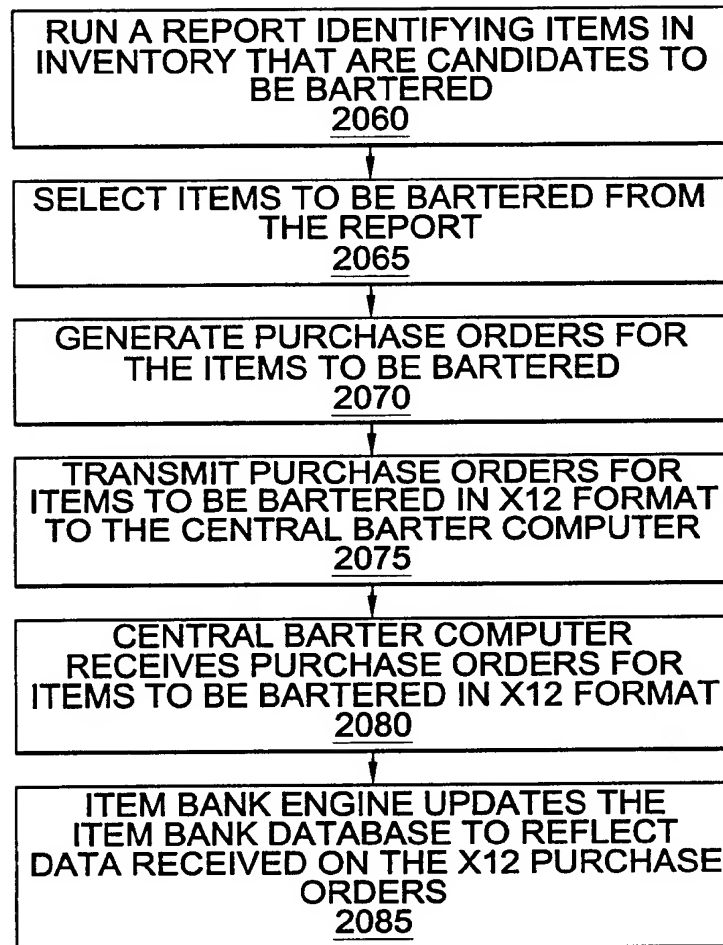 RUN A REPORT IDENTIFYING ITEMS IN
INVENTORY THAT ARE CANDIDATES TO
BE BARTERED
2060
SELECT ITEMS TO BE BARTERED FROM
THE REPORT
2065
GENERATE PURCHASE ORDERS FOR
THE ITEMS TO BE BARTERED
2070
TRANSMIT PURCHASE ORDERS FOR
ITEMS TO BE BARTERED IN X12 FORMAT
TO THE CENTRAL BARTER COMPUTER
2075
CENTRAL BARTER COMPUTER
RECEIVES PURCHASE ORDERS FOR
ITEMS TO BE BARTERED IN X12 FORMAT
2080
ITEM BANK ENGINE UPDATES THE
ITEM BANK DATABASE TO REFLECT
DATA RECEIVED ON THE X12 PURCHASE
ORDERS
2085